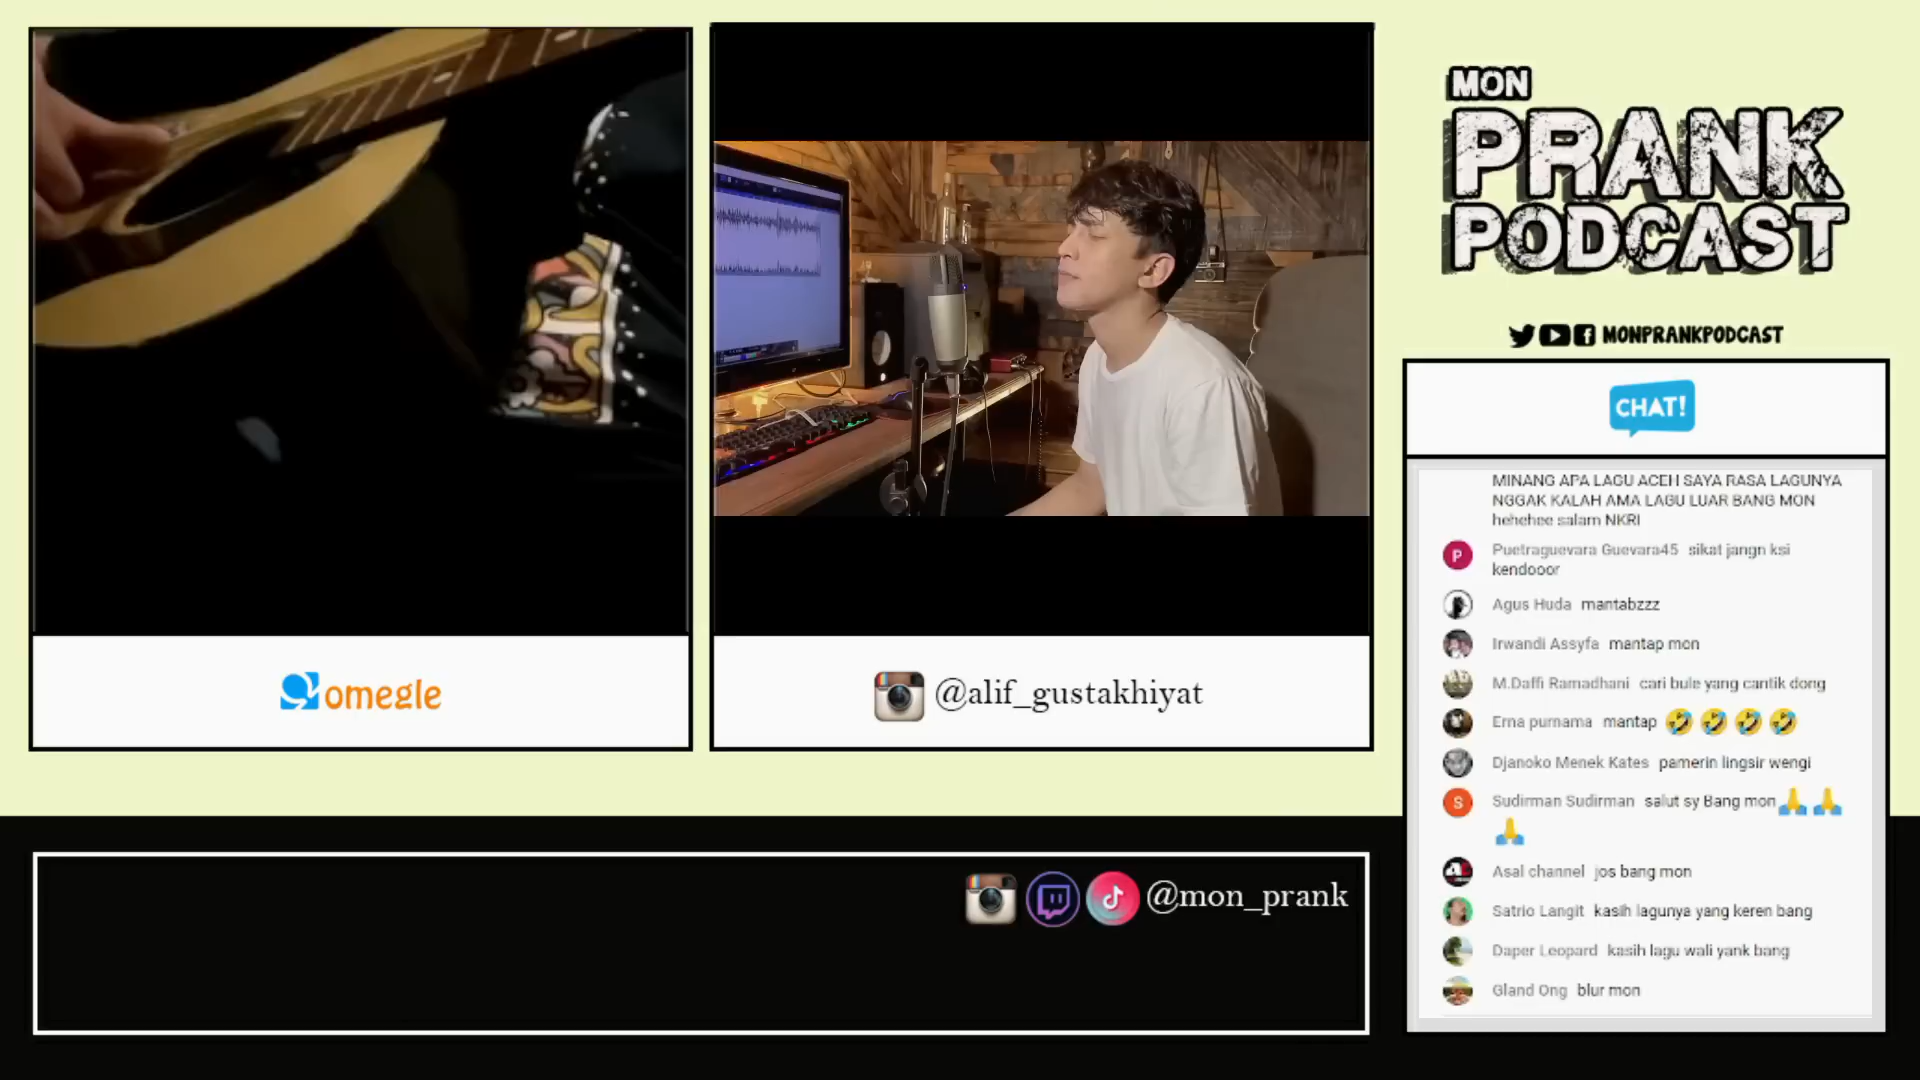 omegle
@alif_gustakhiyat
@mon_prank
MON
PRANK
PODCAST
MONPRANKPODCAST
CHAT!
MINANG APA LAGU ACEH SAYA RASA LAGUNYA
NGGAK KALAH AMA LAGU LUAR BANG MON
hehehee salam NKRI
P
Puetraguevara Guevara45 sikat jangn ksi
kendooor
Agus Huda mantabzzz
Irwandi Assyfa mantap mon
M.Daffi Ramadhani cari bule yang cantik dong
Erna purnama mantap 🤣🤣🤣🤣
Djanoko Menek Kates pamerin lingsir wengi
S
Sudirman Sudirman salut sy Bang mon🙏🙏
🙏
Asal channel jos bang mon
Satrio Langit kasih lagunya yang keren bang
Daper Leopard kasih lagu wali yank bang
Gland Ong blur mon